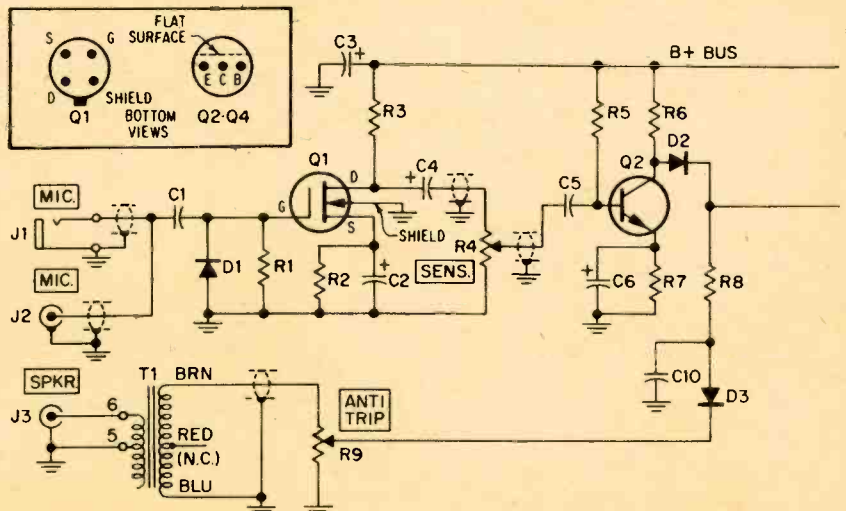 FLAT
SURFACE
S G
D SHIELD
E C B
Q1 BOTTOM VIEWS Q2-Q4
C3 +
B+ BUS
R3
R5
R6
D2
Q1
Q2
MIC.
C1
D
+ C4
C5
G
S
SHIELD
J1
R4
MIC.
D1
R1
R2
+
C2
SENS.
+
C6
R7
R8
J2
SPKR
T1 BRN
C10
D3
J3
6
5
RED
(N.C.)
BLU
ANTI
TRIP
R9